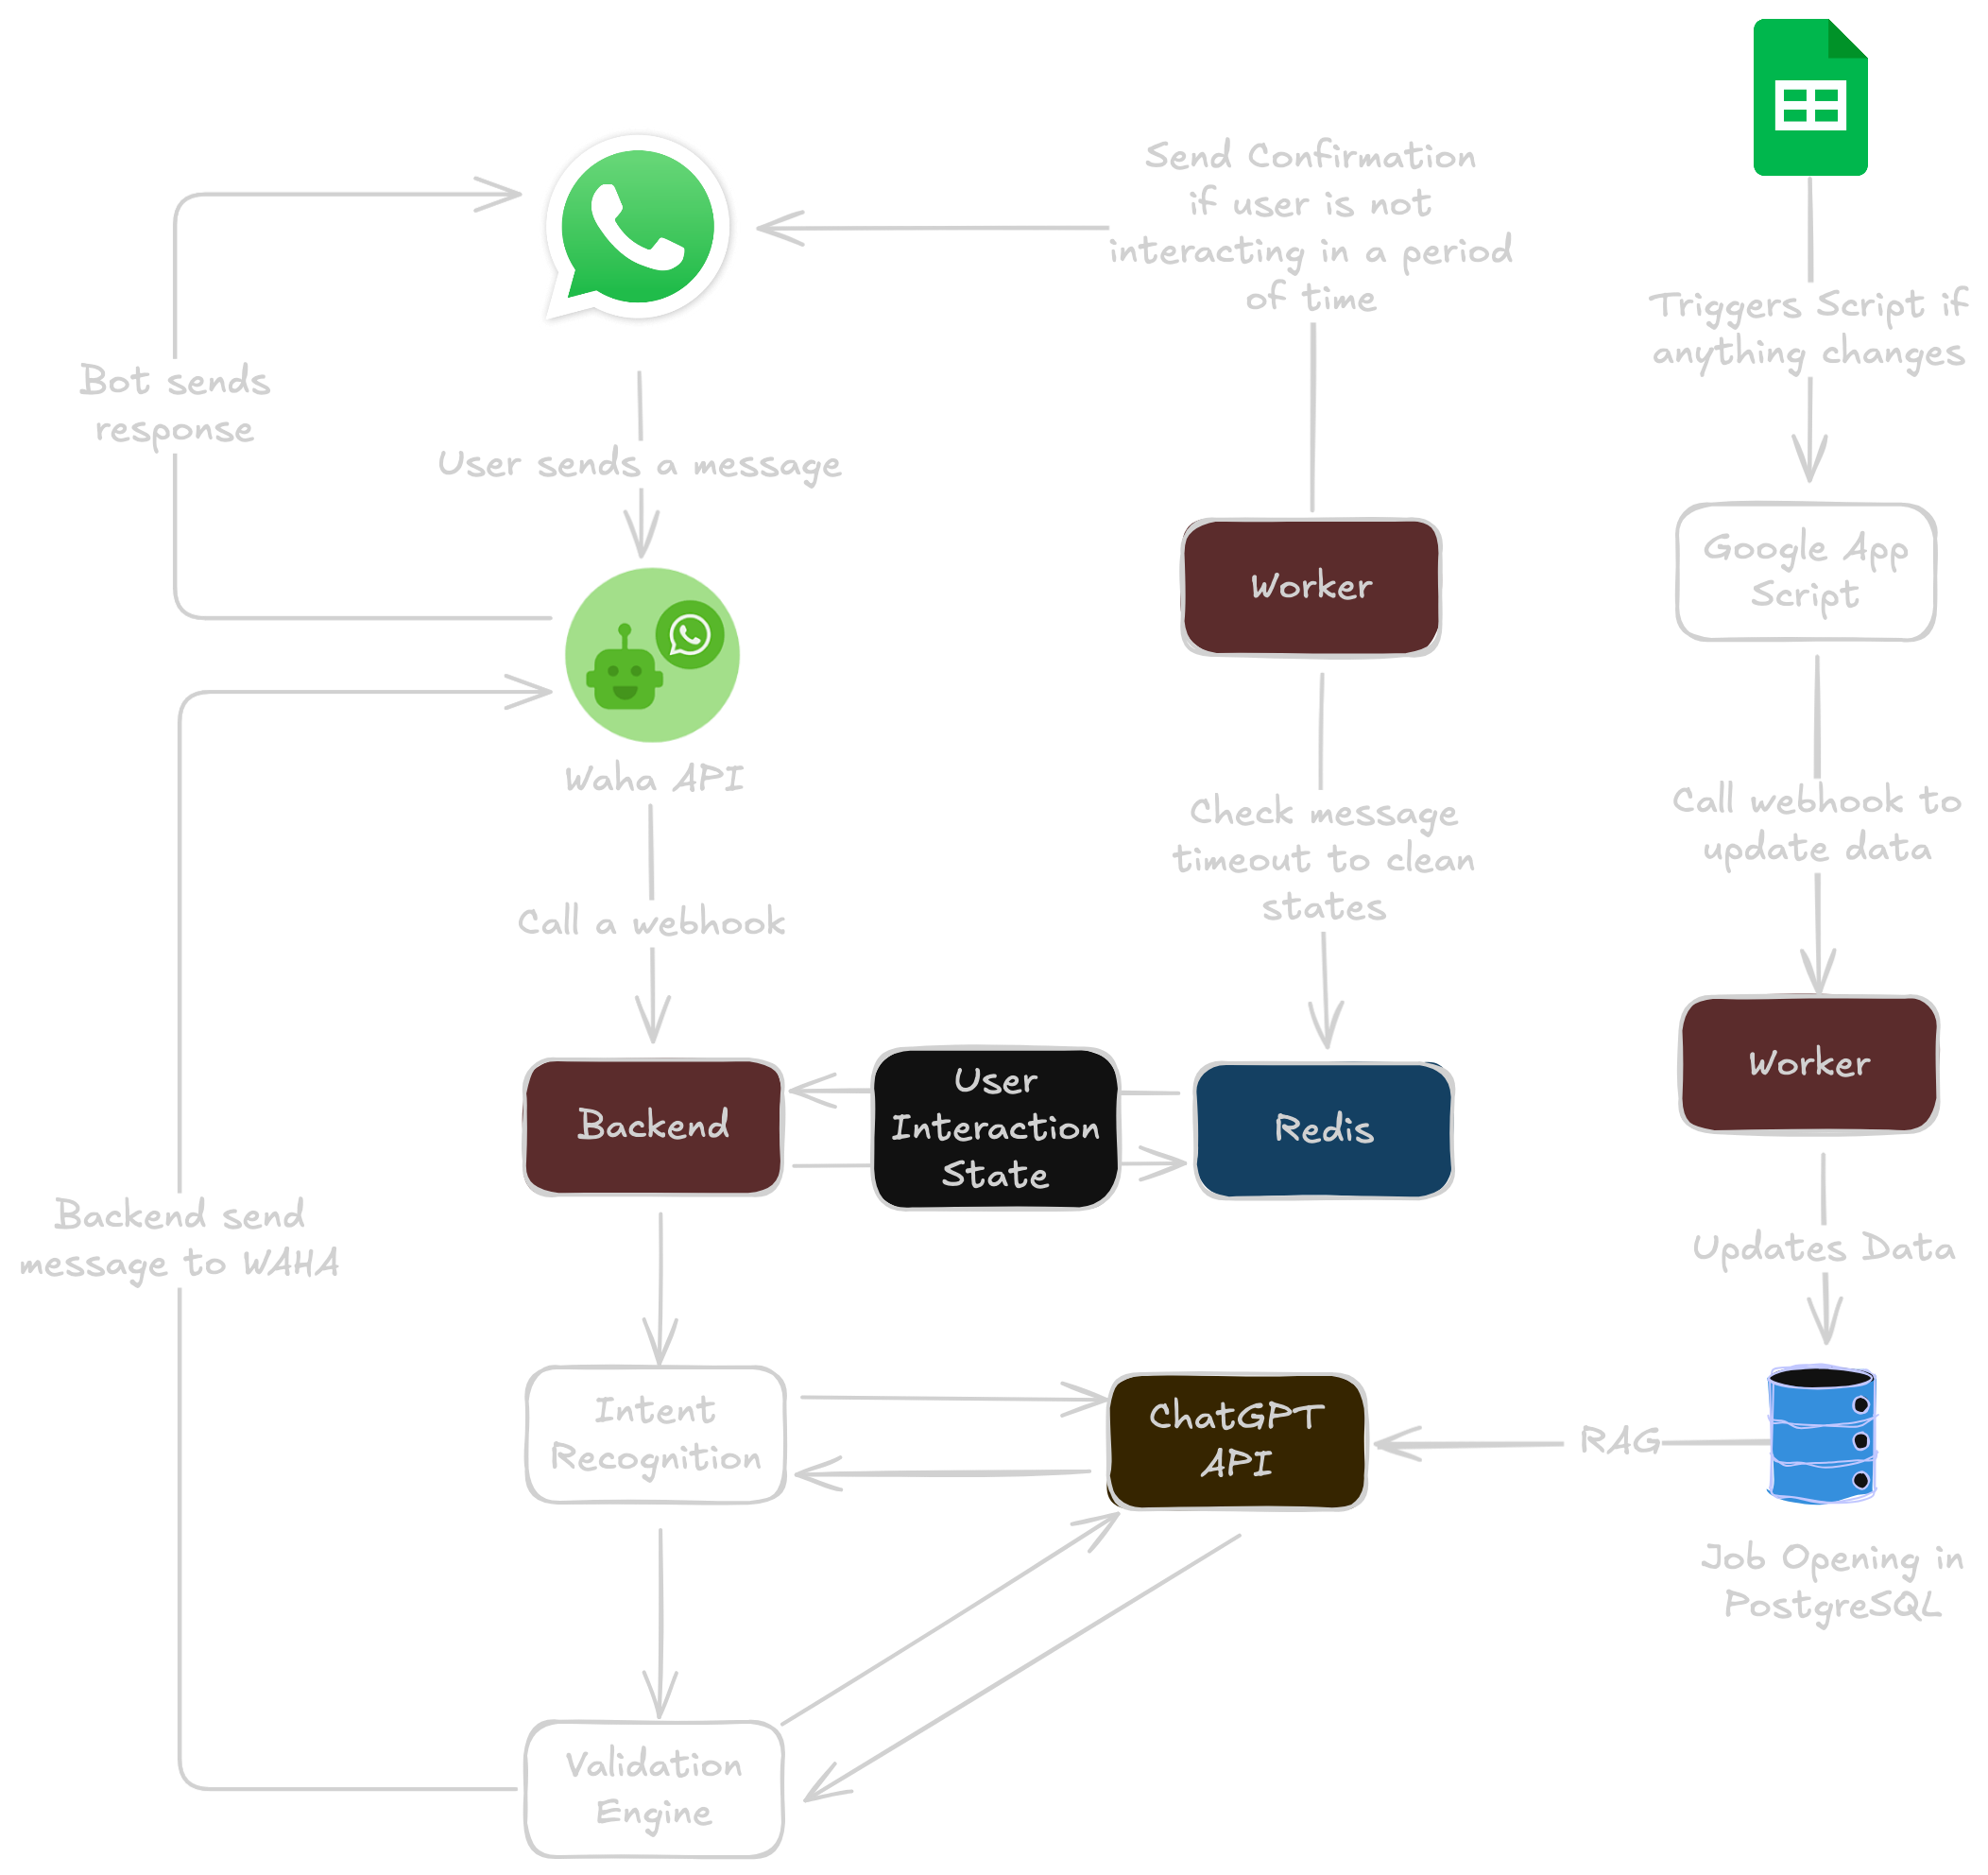 Send Confirmation
if user is not
interacting in a period
of time
Triggers Script if
anything changes
Bot sends
response
User sends a message
Worker
Google App
Script
Waha API
Check message
timeout to clean
states
Call webhook to
update data
Call a webhook
Backend
User
Interaction
State
Redis
Worker
Backend send
message to WAHA
Updates Data
Intent
Recognition
ChatGPT
API
RAG
Job Opening in
PostgreSQL
Validation
Engine